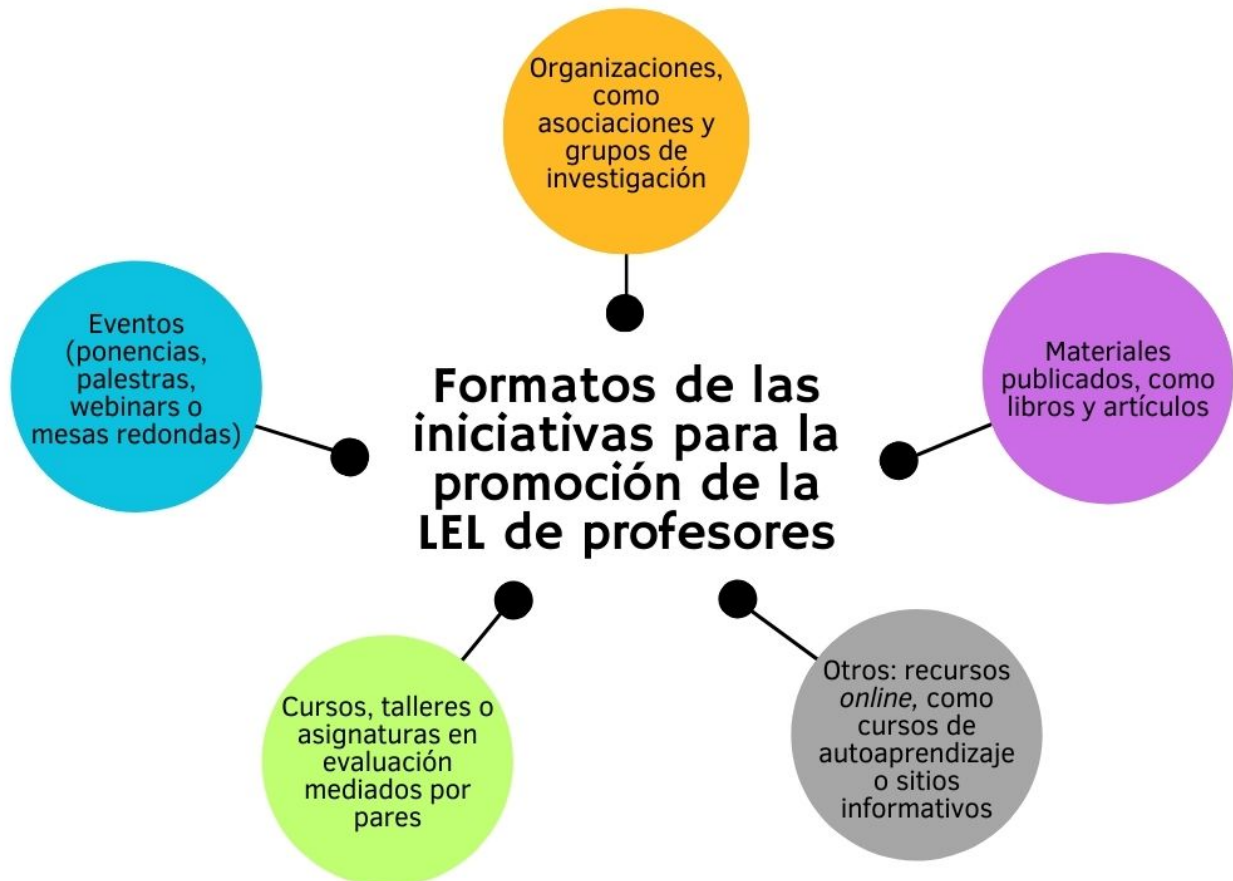 Organizaciones,
como
asociaciones y
grupos de
investigación
Eventos
(ponencias,
palestras,
webinars o
mesas redondas)
Formatos de las
iniciativas para la
promoción de la
LEL de profesores
Materiales
publicados, como
libros y artículos
Cursos, talleres o
asignaturas en
evaluación
mediados por
pares
Otros: recursos
online, como
cursos de
autoaprendizaje
o sitios
informativos